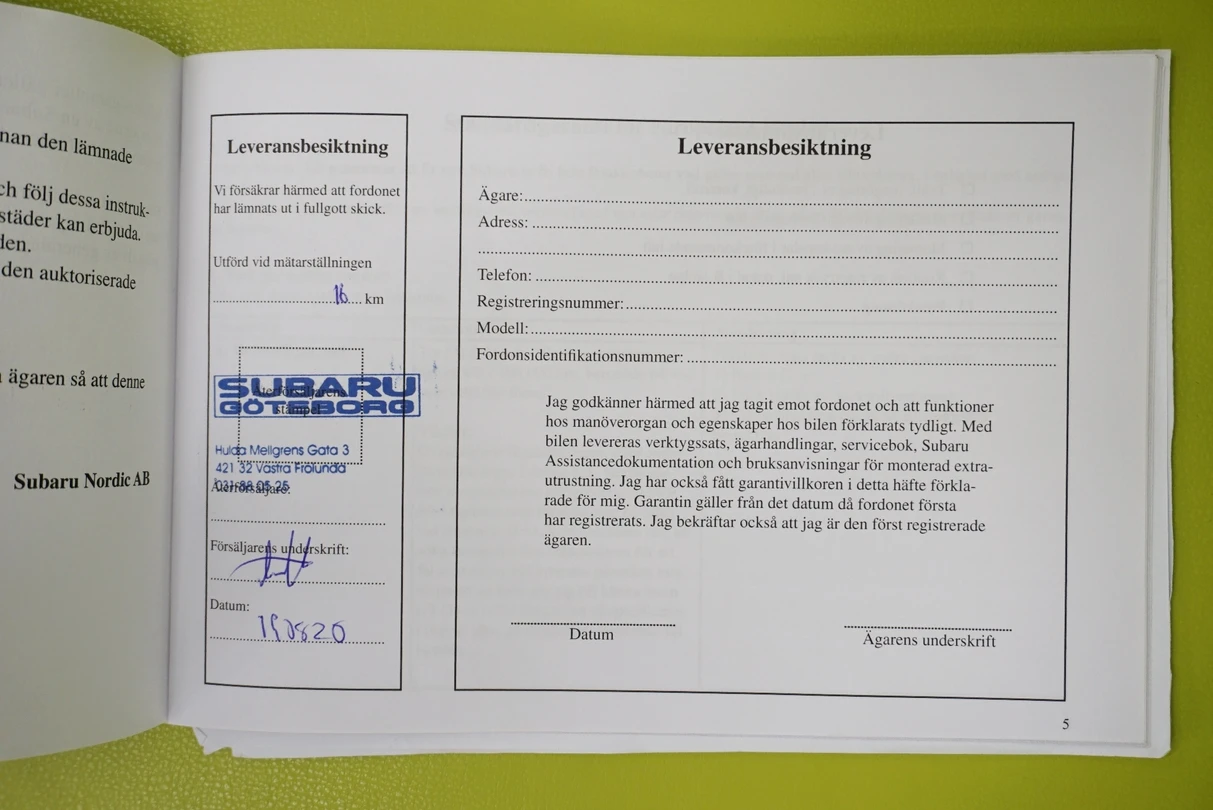 nan den lämnade
ch följ dessa instruk-
städer kan erbjuda.
den auktoriserade
ägaren så att denne
Subaru Nordic AB
Leveransbesiktning
Vi försäkrar härmed att fordonet
har lämnats ut i fullgott skick.
Utförd vid mätarställningen
16 km
SUBARU
GÖTEBORG
Återförsäljarens
stämpel
Hulda Mellgrens Gata 3
421 32 Västra Frölunda
031-88 05 25
Återförsäljare:
Försäljarens underskrift:
Datum:
190820
Leveransbesiktning
Ägare:
Adress:
Telefon:
Registreringsnummer:
Modell:
Fordonsidentifikationsnummer:
Jag godkänner härmed att jag tagit emot fordonet och att funktioner
hos manöverorgan och egenskaper hos bilen förklarats tydligt. Med
bilen levereras verktygssats, ägarhandlingar, servicebok, Subaru
Assistancedokumentation och bruksanvisningar för monterad extra-
utrustning. Jag har också fått garantivillkoren i detta häfte förkla-
rade för mig. Garantin gäller från det datum då fordonet första
har registrerats. Jag bekräftar också att jag är den först registrerade
ägaren.
Datum
Ägarens underskrift
5